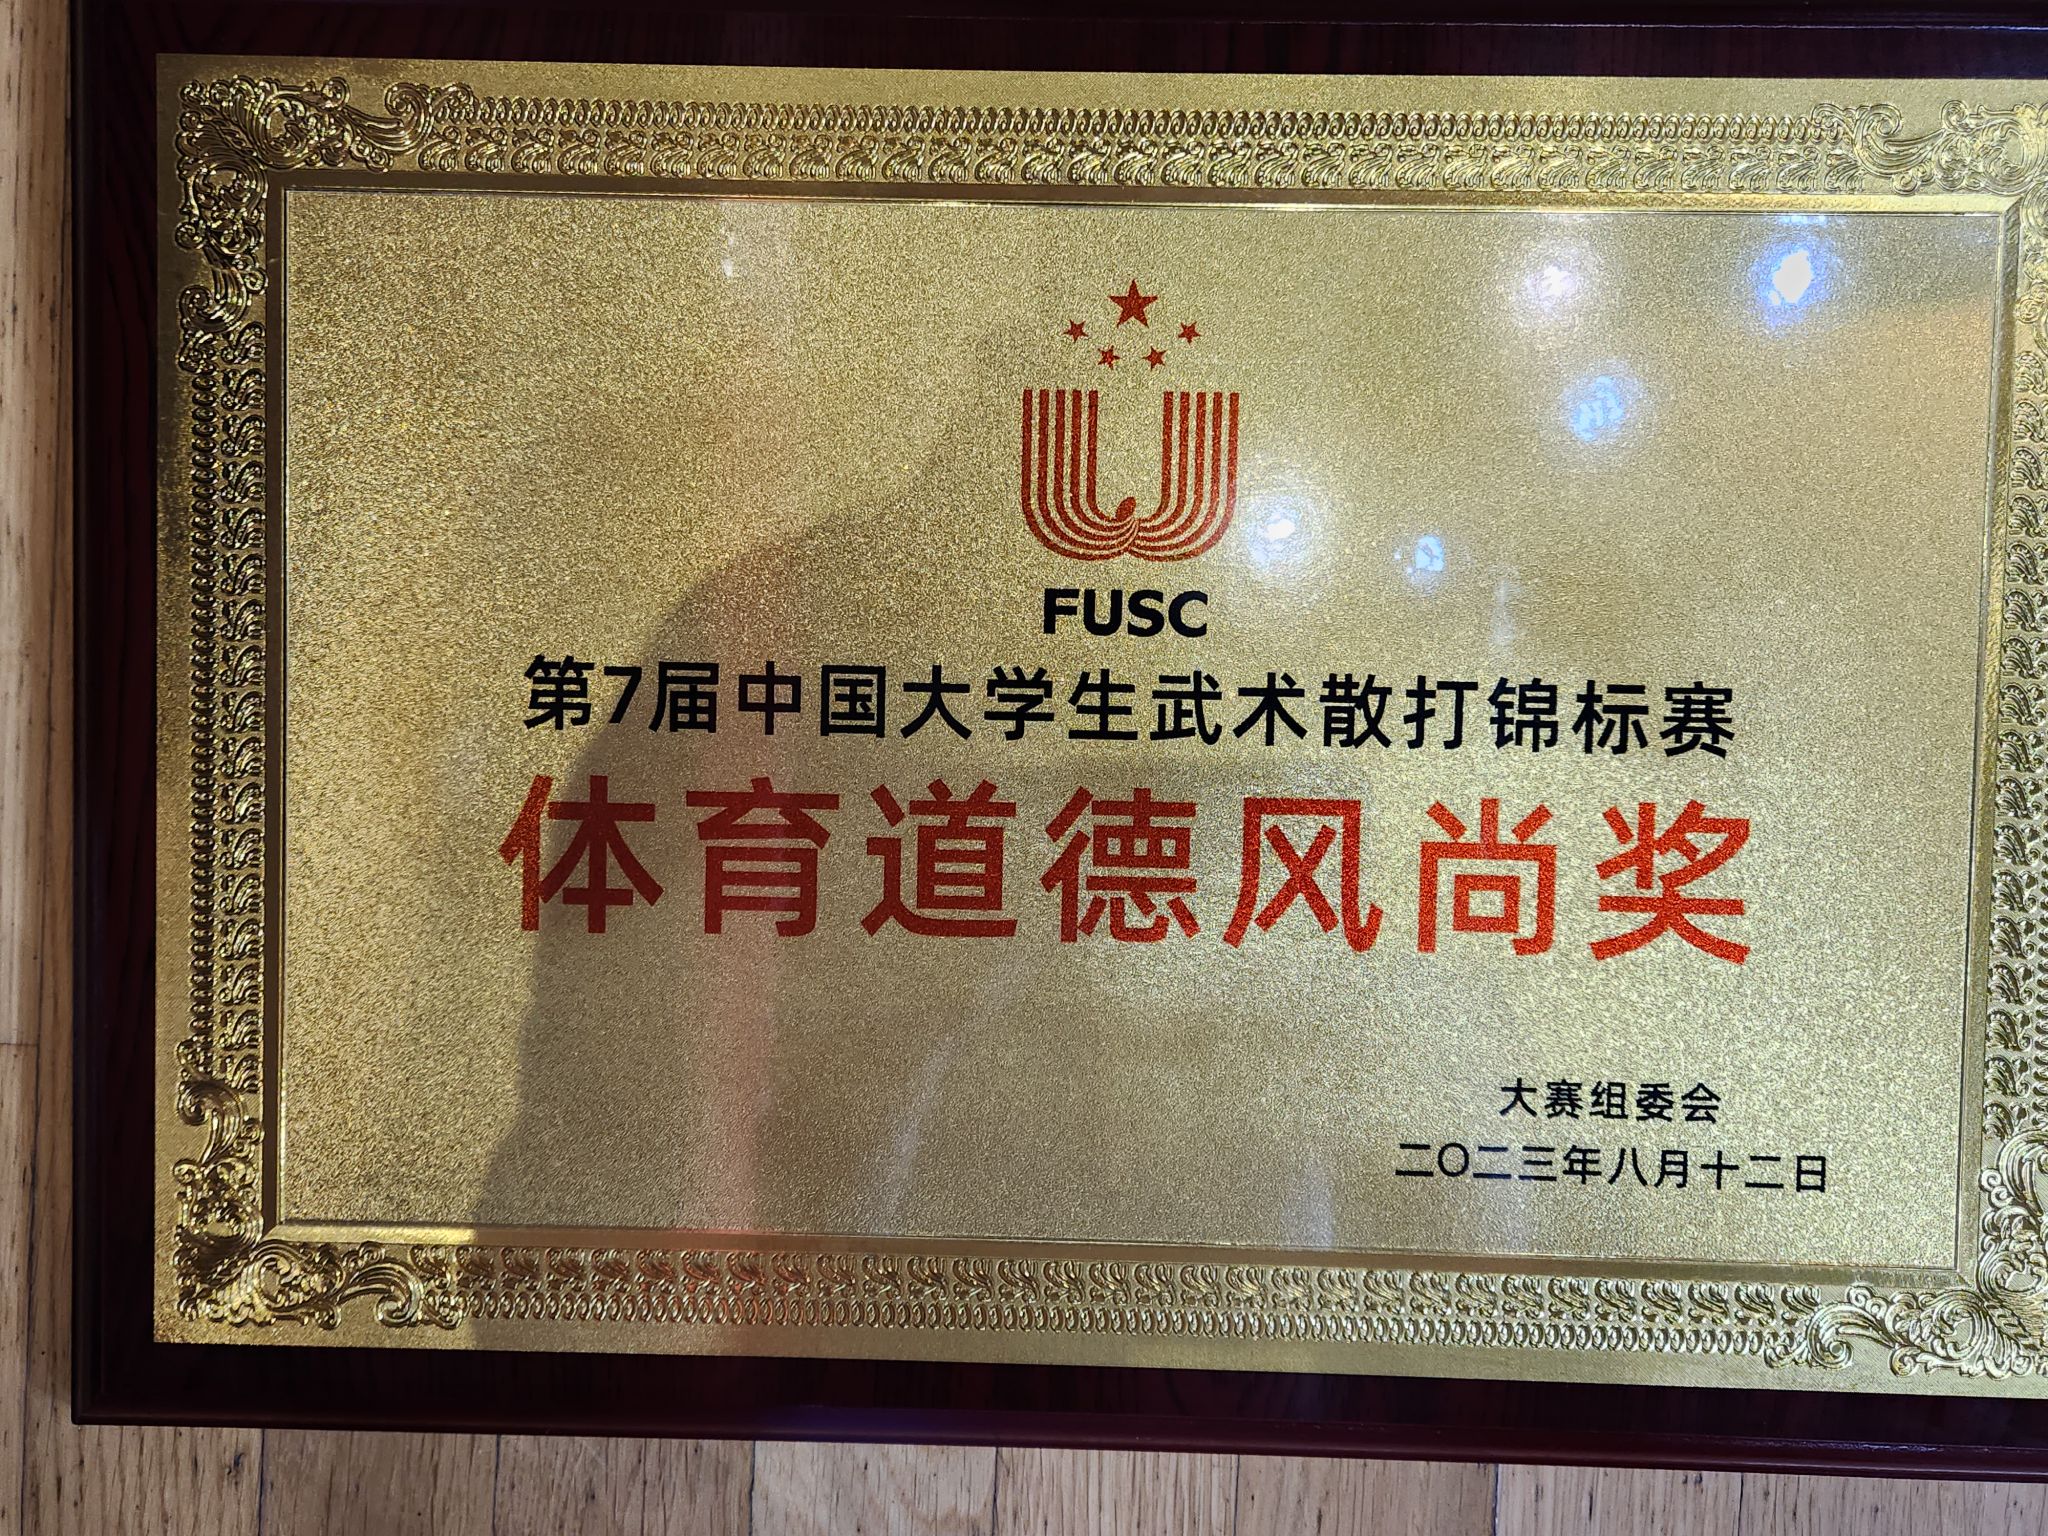 FUSC
第7届中国大学生武术散打锦标赛
体育道德风尚奖
大赛组委会
二〇二三年八月十二日